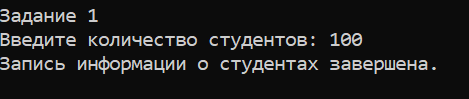 Задание 1
Введите количество студентов: 100
Запись информации о студентах завершена.